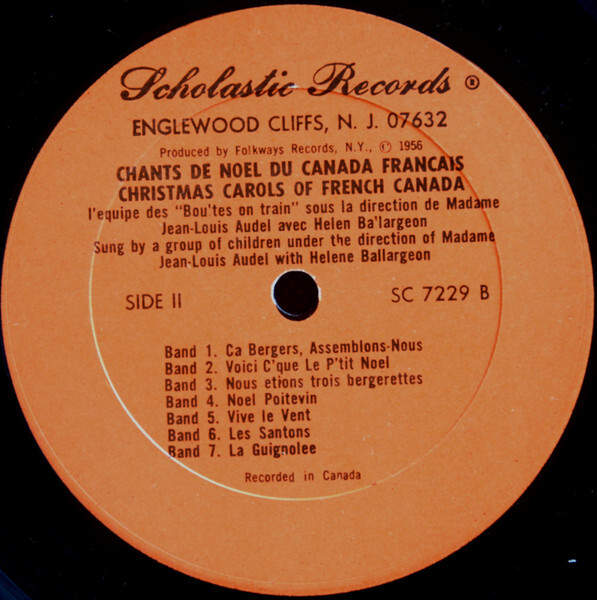 Scholastic Records ®
ENGLEWOOD CLIFFS, N. J. 07632
Produced by Folkways Records, N.Y., ℗ 1956
CHANTS DE NOEL DU CANADA FRANCAIS
CHRISTMAS CAROLS OF FRENCH CANADA
l'equipe des "Bou'tes on train" sous la direction de Madame
Jean-Louis Audel avec Helen Ba'largeon
Sung by a group of children under the direction of Madame
Jean-Louis Audel with Helene Ballargeon
SIDE II SC 7229 B
Band 1. Ca Bergers, Assemblons-Nous
Band 2. Voici C'que Le P'tit Noel
Band 3. Nous etions trois bergerettes
Band 4. Noel Poitevin
Band 5. Vive le Vent
Band 6. Les Santons
Band 7. La Guignolee
Recorded in Canada